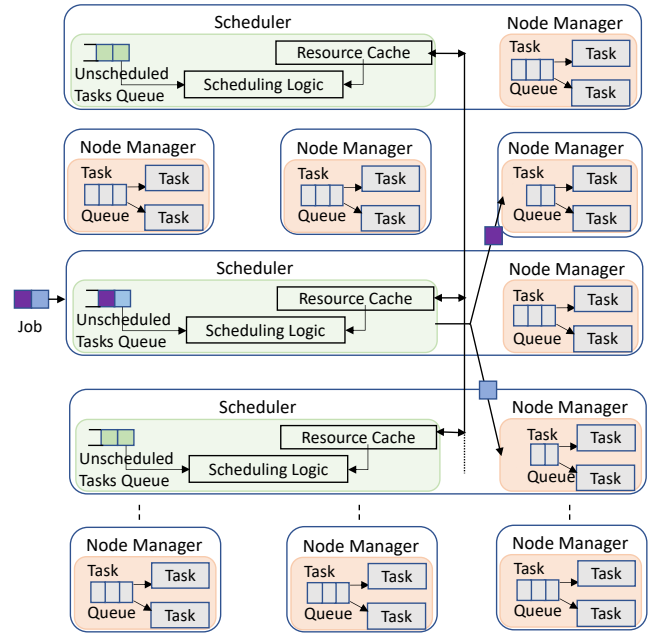 Scheduler
Node Manager
Resource Cache
Unscheduled
Tasks Queue
Scheduling Logic
Task
Queue
Task
Task
Node Manager
Task
Queue
Task
Task
Node Manager
Task
Queue
Task
Task
Node Manager
Task
Queue
Task
Task
Job
Scheduler
Resource Cache
Unscheduled
Tasks Queue
Scheduling Logic
Node Manager
Task
Queue
Task
Task
Scheduler
Resource Cache
Unscheduled
Tasks Queue
Scheduling Logic
Node Manager
Task
Queue
Task
Task
Node Manager
Task
Queue
Task
Task
Node Manager
Task
Queue
Task
Task
Node Manager
Task
Queue
Task
Task